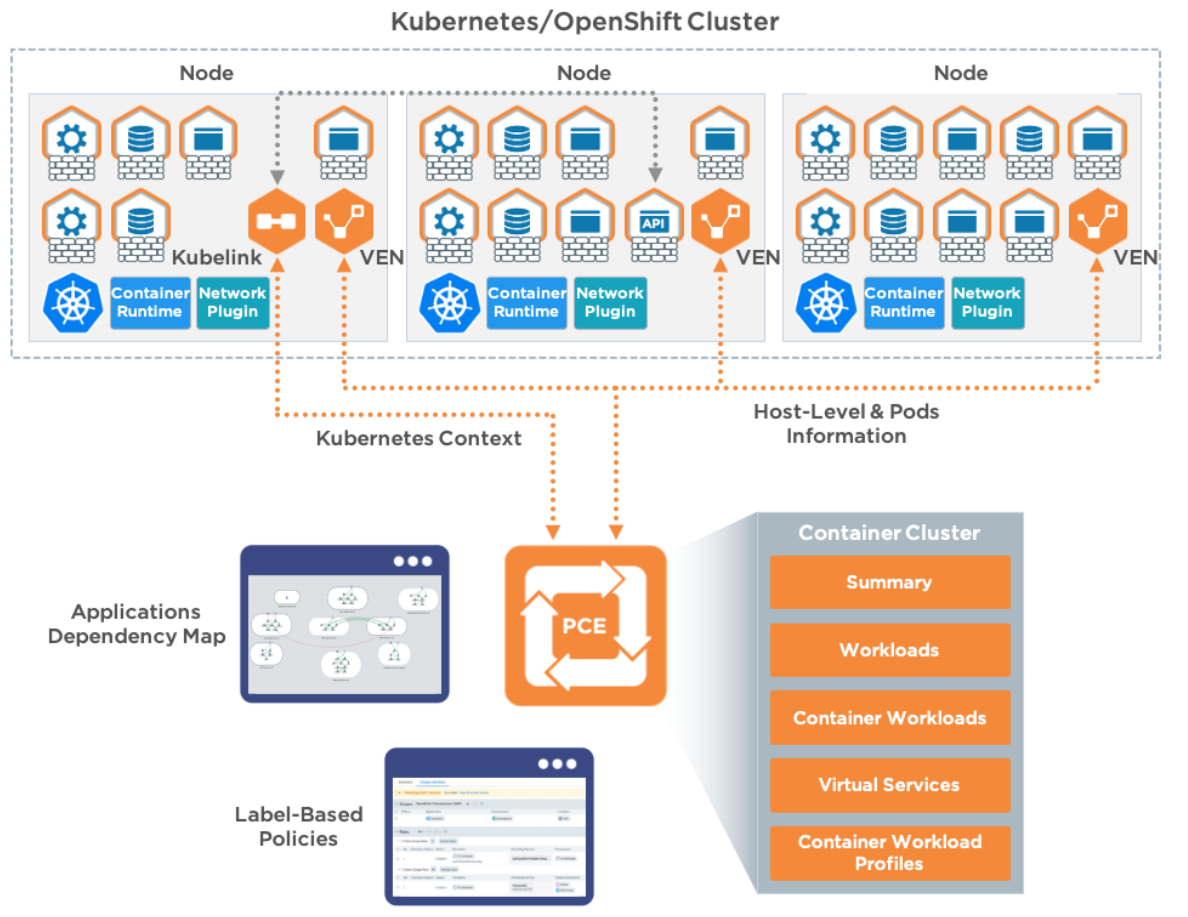 Kubernetes/OpenShift Cluster
Node
Node
Node
API
Kubelink
VEN
VEN
VEN
Container
Runtime
Network
Plugin
Container
Runtime
Network
Plugin
Container
Runtime
Network
Plugin
Kubernetes Context
Host-Level & Pods
Information
Applications
Dependency Map
PCE
Container Cluster
Summary
Workloads
Container Workloads
Virtual Services
Container Workload
Profiles
Label-Based
Policies